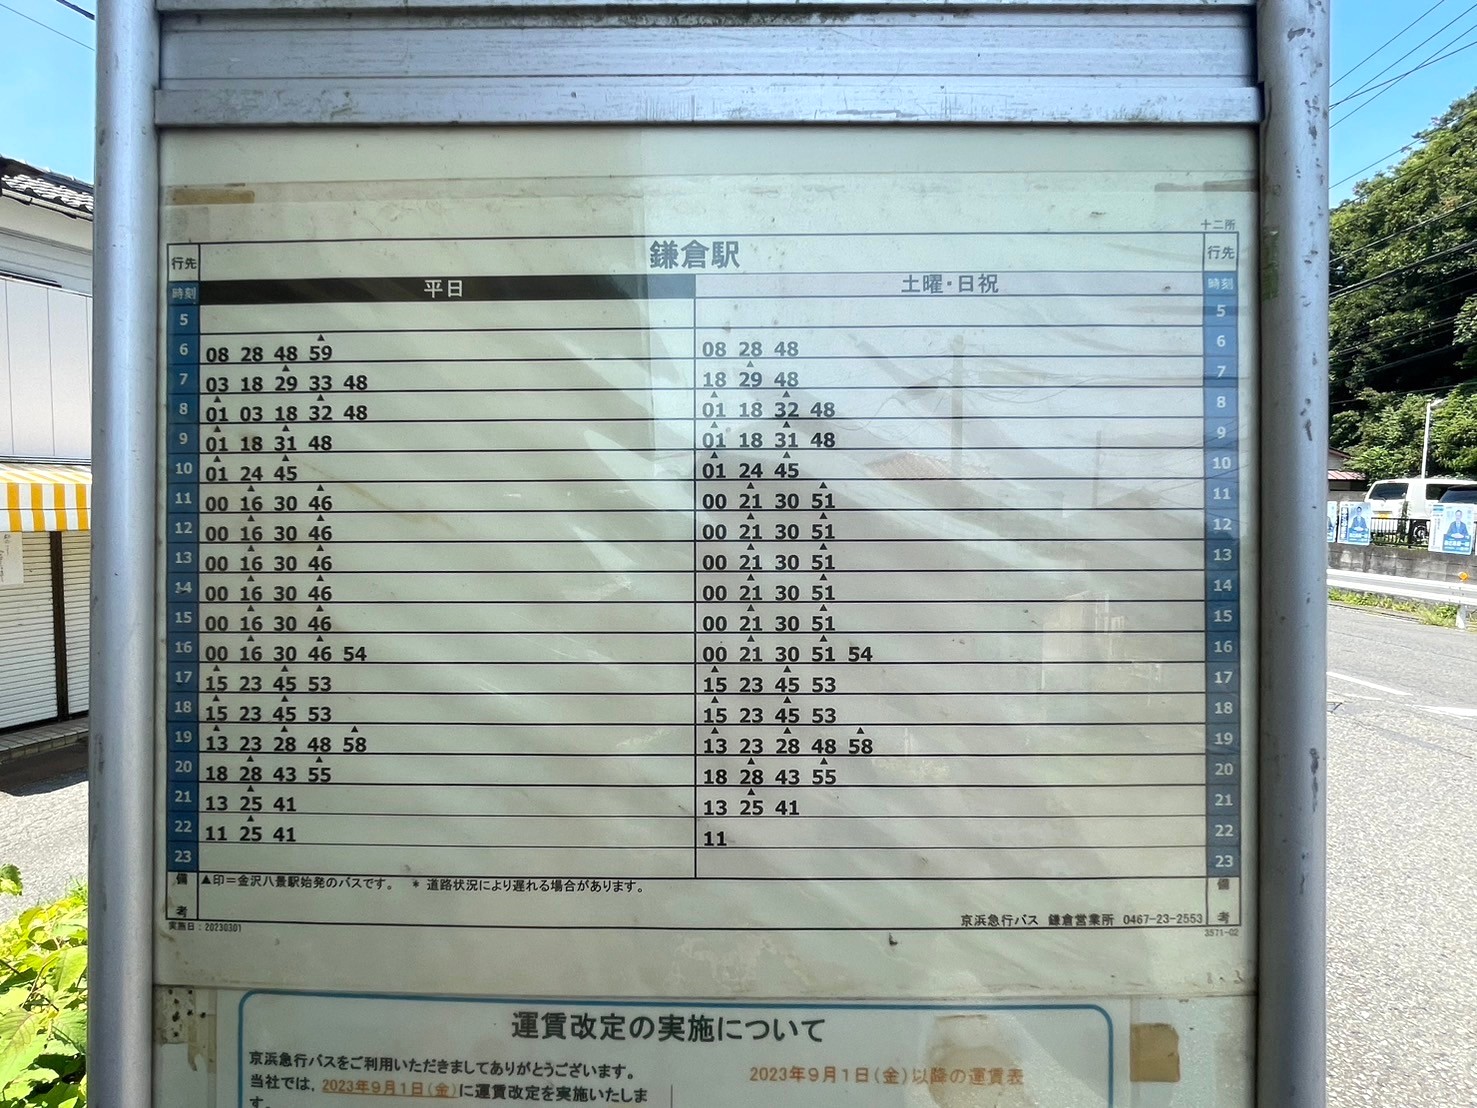 十二所
行先 鎌倉駅 行先
時刻 平日 土曜・日祝 時刻
5 5
6 08 28 48 ▲59 08 28 48 6
7 03 18 ▲29 33 48 18 ▲29 48 7
8 ▲01 03 18 ▲32 48 ▲01 18 ▲32 48 8
9 ▲01 18 ▲31 48 ▲01 18 ▲31 48 9
10 ▲01 24 ▲45 ▲01 24 ▲45 10
11 00 ▲16 30 ▲46 00 ▲21 30 ▲51 11
12 00 ▲16 30 ▲46 00 ▲21 30 ▲51 12
13 00 ▲16 30 ▲46 00 ▲21 30 ▲51 13
14 00 ▲16 30 ▲46 00 ▲21 30 ▲51 14
15 00 ▲16 30 ▲46 00 ▲21 30 ▲51 15
16 00 ▲16 30 ▲46 54 00 ▲21 30 ▲51 54 16
17 ▲15 23 ▲45 53 ▲15 23 ▲45 53 17
18 ▲15 23 ▲45 53 ▲15 23 ▲45 53 18
19 ▲13 23 ▲28 48 ▲58 ▲13 23 ▲28 48 ▲58 19
20 18 ▲28 43 ▲55 18 ▲28 43 ▲55 20
21 13 ▲25 41 13 ▲25 41 21
22 11 ▲25 41 11 22
23 23
備考 ▲印＝金沢八景駅始発のバスです。 ＊ 道路状況により遅れる場合があります。 備考
京浜急行バス 鎌倉営業所 0467-23-2553
実施日：20230301 3571-02
運賃改定の実施について
京浜急行バスをご利用いただきましてありがとうございます。
当社では、2023年9月1日(金)に運賃改定を実施いたしま
す。
2023年9月1日(金)以降の運賃表